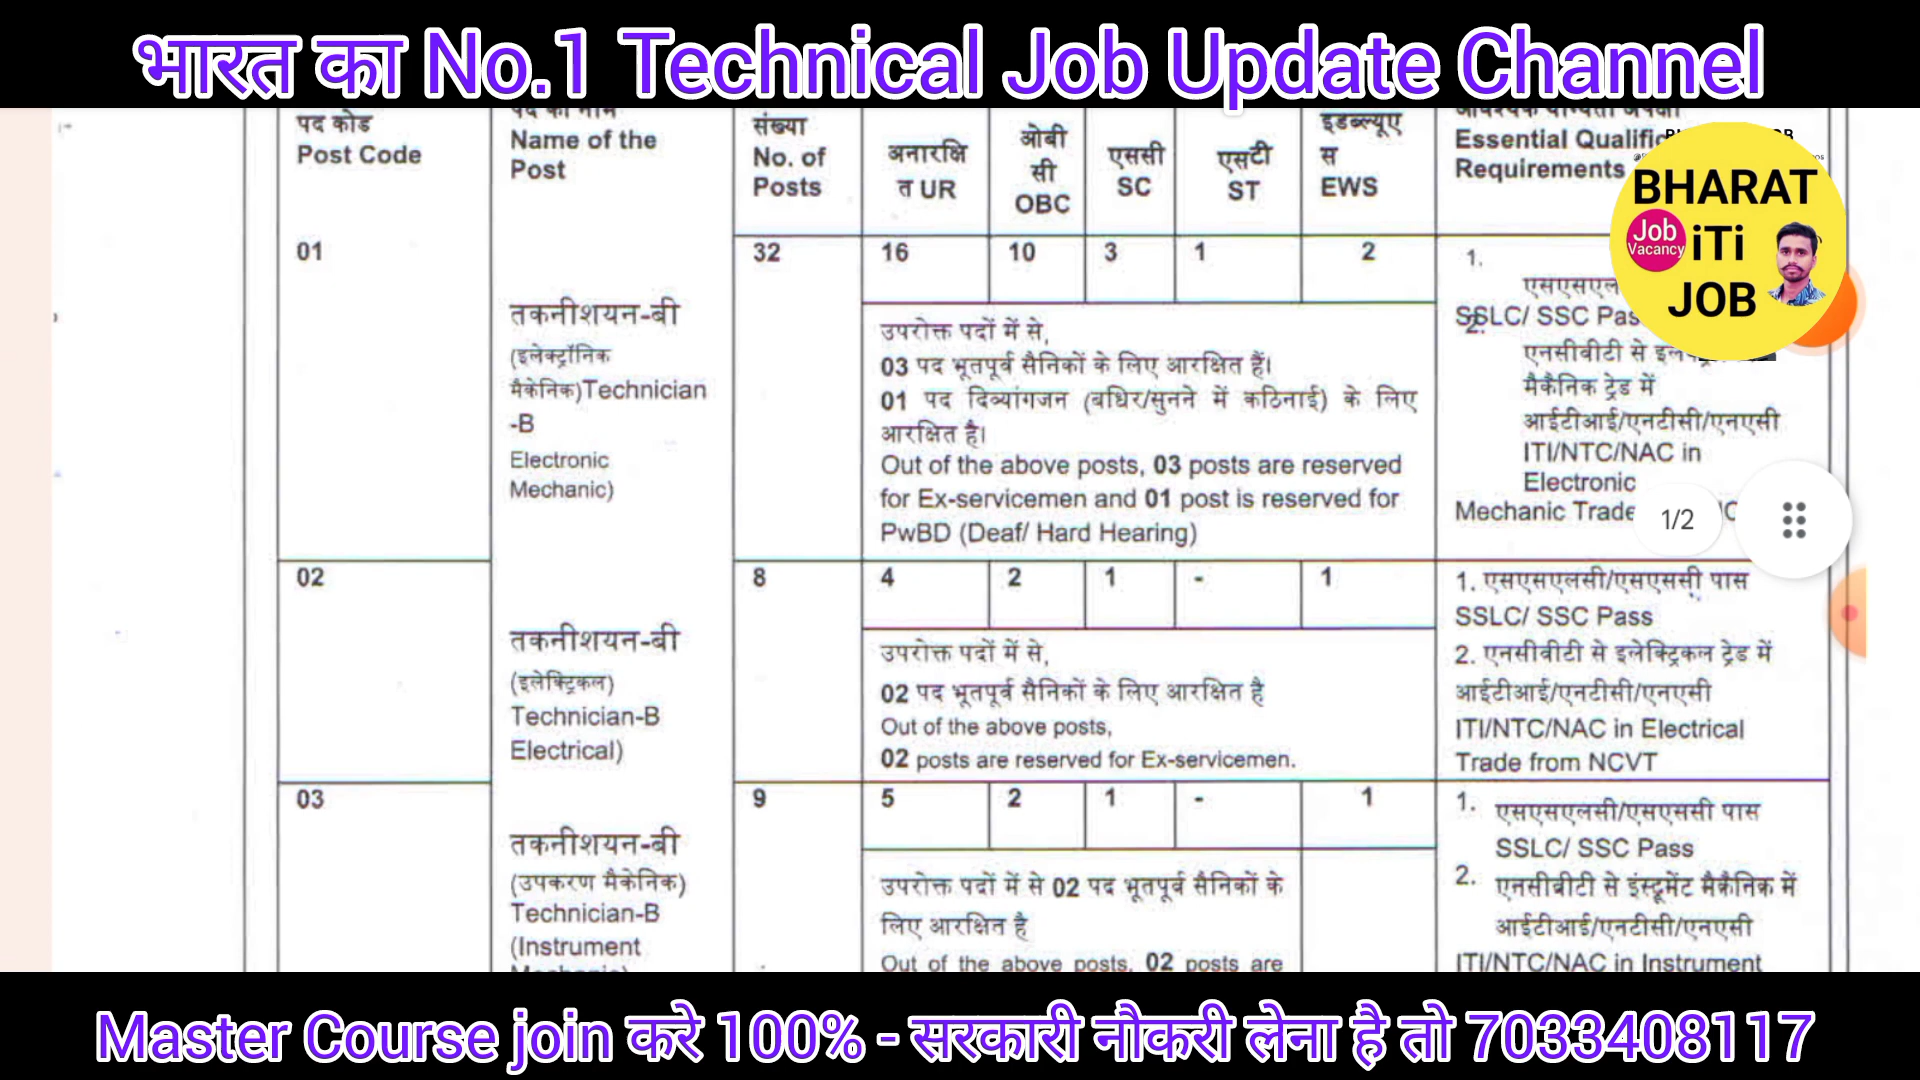 भारत का No.1 Technical Job Update Channel
पद कोड
Post Code
Name of the
Post
संख्या
No. of
Posts
अनारक्षि
त UR
ओबी
सी
OBC
एससी
SC
एसटी
ST
इडब्ल्यूए
स
EWS
Essential
Requirements
BHARAT
Job
Vacancy
iTi
JOB
01
तकनीशयन-बी
(इलेक्ट्रॉनिक
मैकेनिक)Technician
-B
Electronic
Mechanic)
32
16
10
3
1
2
उपरोक्त पदों में से,
03 पद भूतपूर्व सैनिकों के लिए आरक्षित हैं।
01 पद दिव्यांगजन (बधिर/सुनने में कठिनाई) के लिए
आरक्षित है।
Out of the above posts, 03 posts are reserved
for Ex-servicemen and 01 post is reserved for
PwBD (Deaf/ Hard Hearing)
1.
SSLC/ SSC
2.
एनसीवीटी से
मैकैनिक ट्रेड में
आईटीआई/एनटीसी/एनएसी
ITI/NTC/NAC in
Electronic
Mechanic Trade
1/2
02
तकनीशयन-बी
(इलेक्ट्रिकल)
Technician-B
Electrical)
8
4
2
1
-
1
उपरोक्त पदों में से,
02 पद भूतपूर्व सैनिकों के लिए आरक्षित है
Out of the above posts,
02 posts are reserved for Ex-servicemen.
1. एसएसएलसी/एसएससी पास
SSLC/ SSC Pass
2. एनसीवीटी से इलेक्ट्रिकल ट्रेड में
आईटीआई/एनटीसी/एनएसी
ITI/NTC/NAC in Electrical
Trade from NCVT
03
तकनीशयन-बी
(उपकरण मैकेनिक)
Technician-B
(Instrument
9
5
2
1
-
1
उपरोक्त पदों में से 02 पद भूतपूर्व सैनिकों के
लिए आरक्षित है
Out of the above posts, 02 posts are
1. एसएसएलसी/एसएससी पास
SSLC/ SSC Pass
2. एनसीवीटी से इंस्ट्रूमेंट मैकैनिक में
आईटीआई/एनटीसी/एनएसी
ITI/NTC/NAC in Instrument
Master Course join करे 100% - सरकारी नौकरी लेना है तो 7033408117